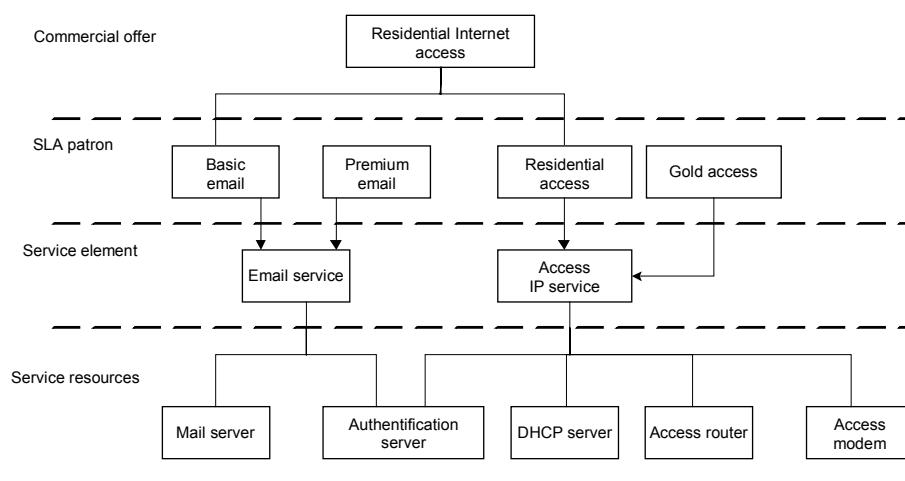 Commercial offer
Residential Internet
access
SLA patron
Basic
email
Premium
email
Residential
access
Gold access
Service element
Email service
Access
IP service
Service resources
Mail server
Authentification
server
DHCP server
Access router
Access
modem